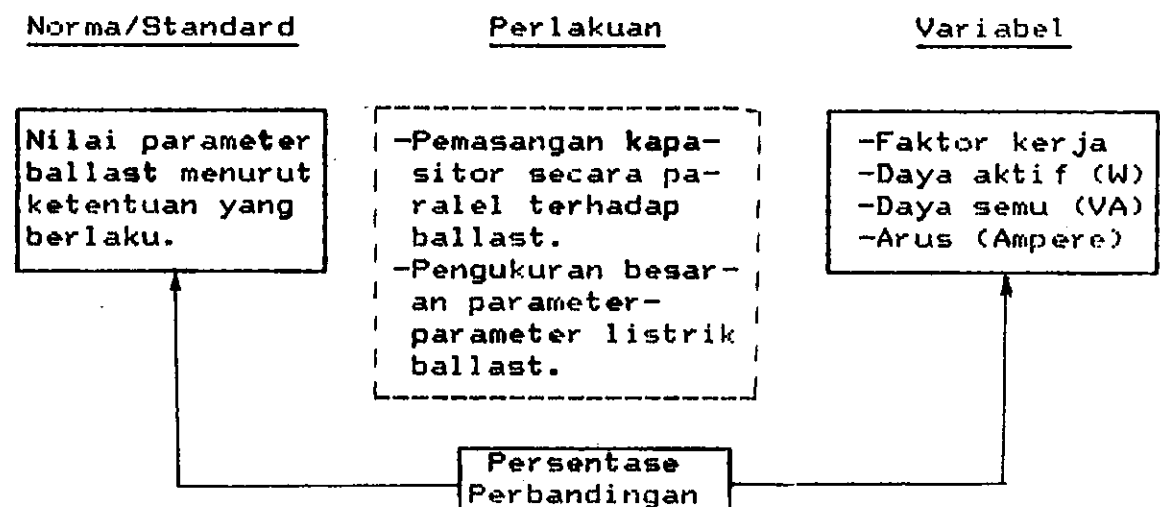 Norma/Standard
Perlakuan
Variabel
Nilai parameter
ballast menurut
ketentuan yang
berlaku.
-Pemasangan kapa-
sitor secara pa-
ralel terhadap
ballast.
-Pengukuran besar-
an parameter-
parameter listrik
ballast.
-Faktor kerja
-Daya aktif (W)
-Daya semu (VA)
-Arus (Ampere)
Persentase
Perbandingan